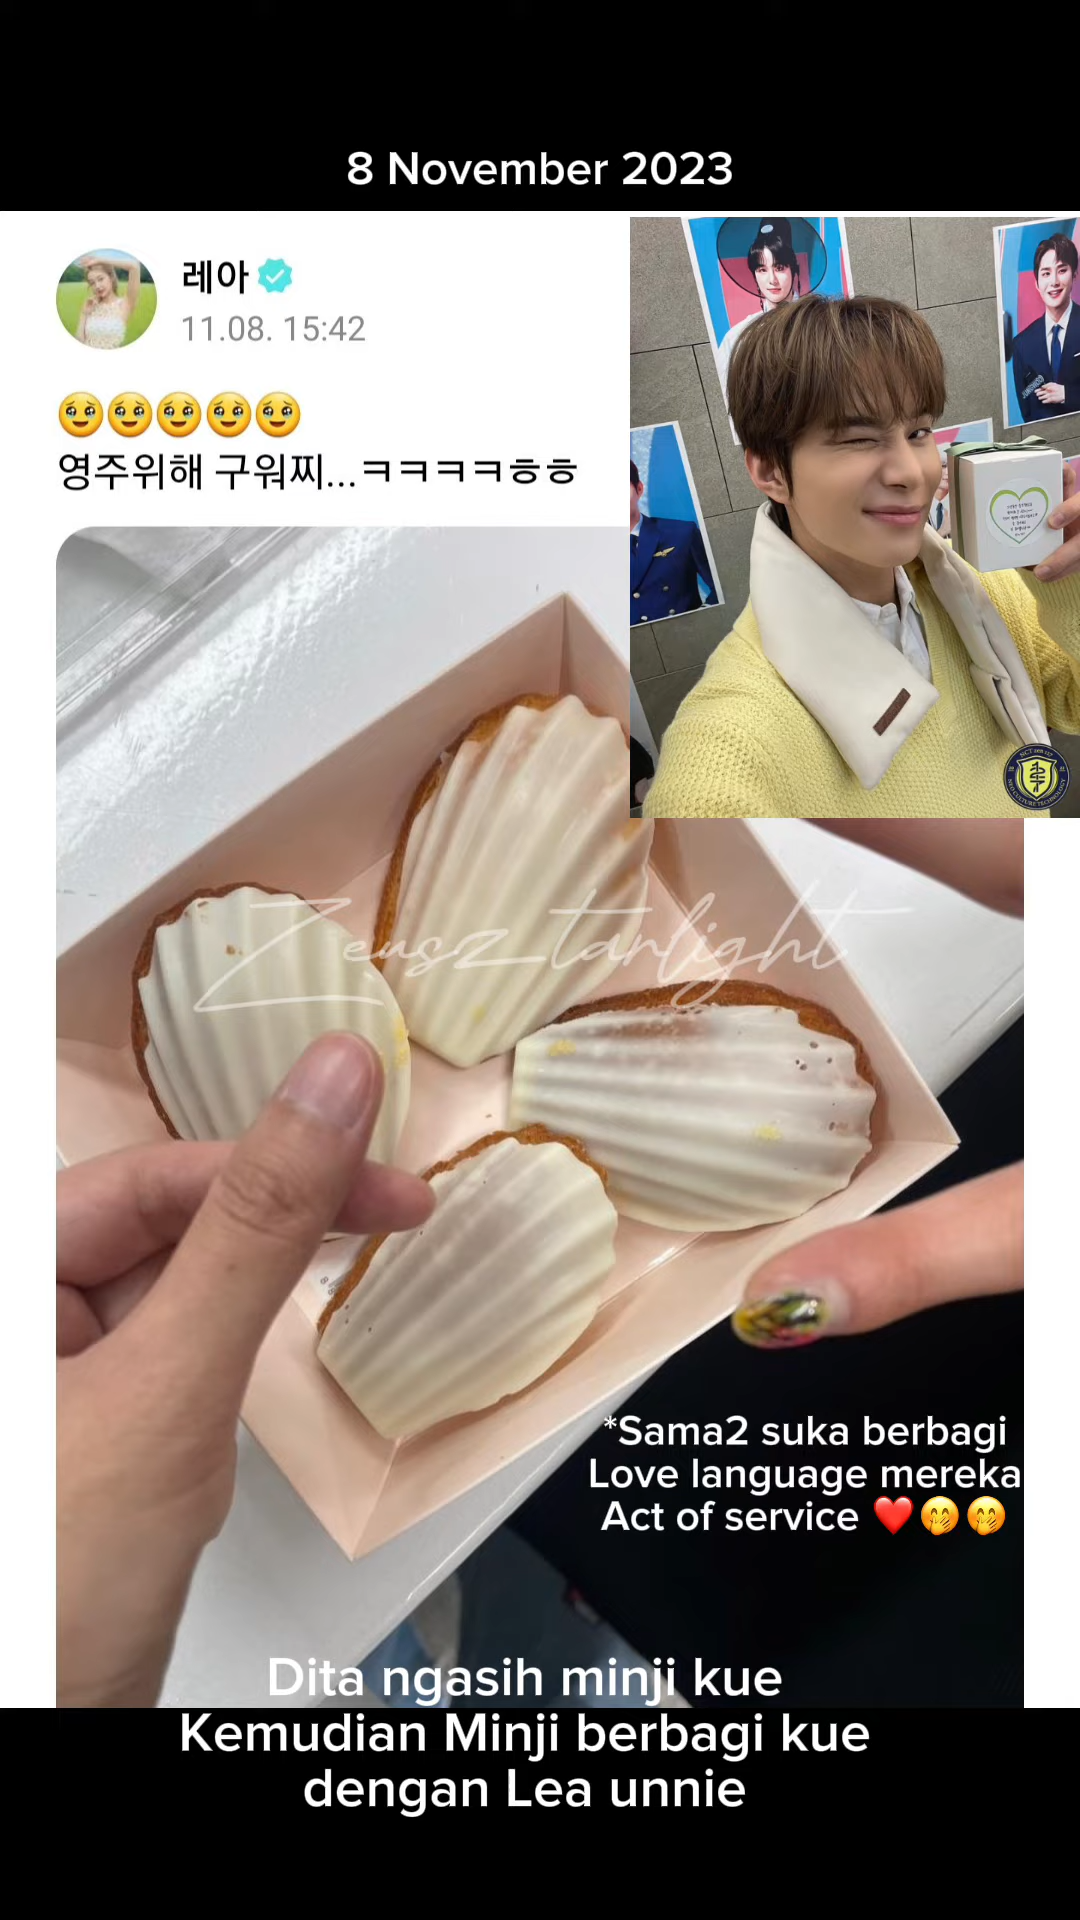 8 November 2023
레아
11.08. 15:42
🥹🥹🥹🥹🥹
영주위해 구워찌...ㅋㅋㅋㅋㅎㅎ
Zeusztarlight
*Sama2 suka berbagi
Love language mereka
Act of service ❤️🤭🤭
Dita ngasih minji kue
Kemudian Minji berbagi kue
dengan Lea unnie